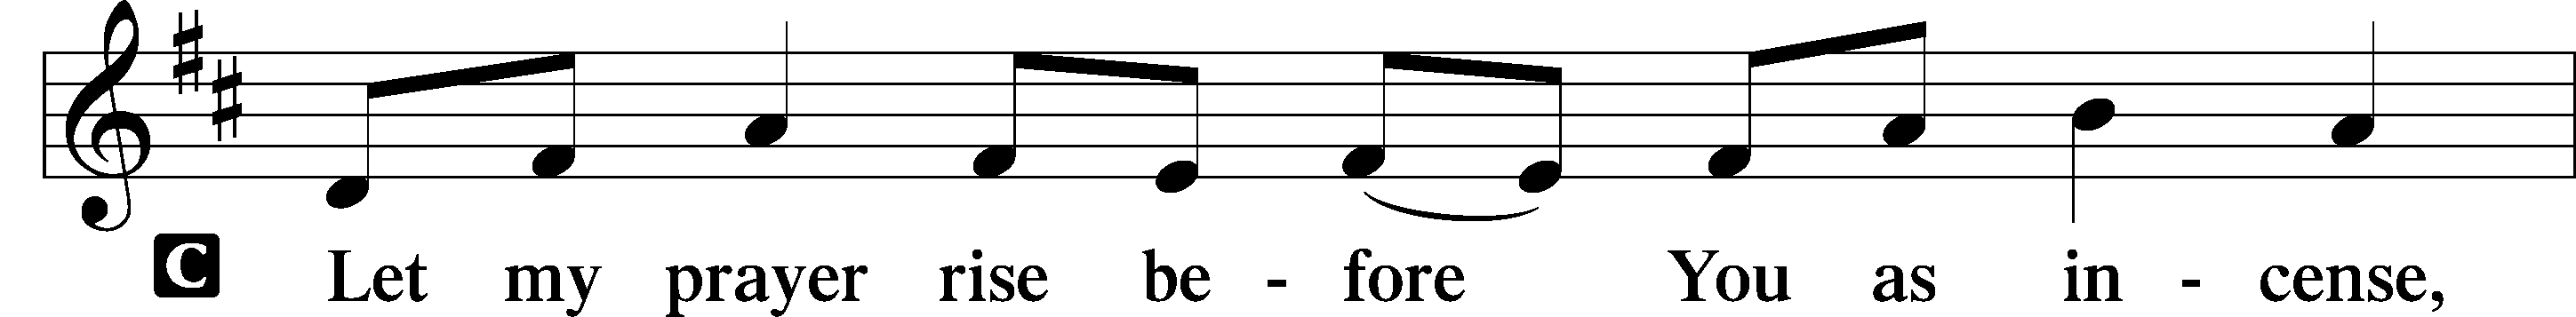 C Let my prayer rise be - fore You as in - cense,